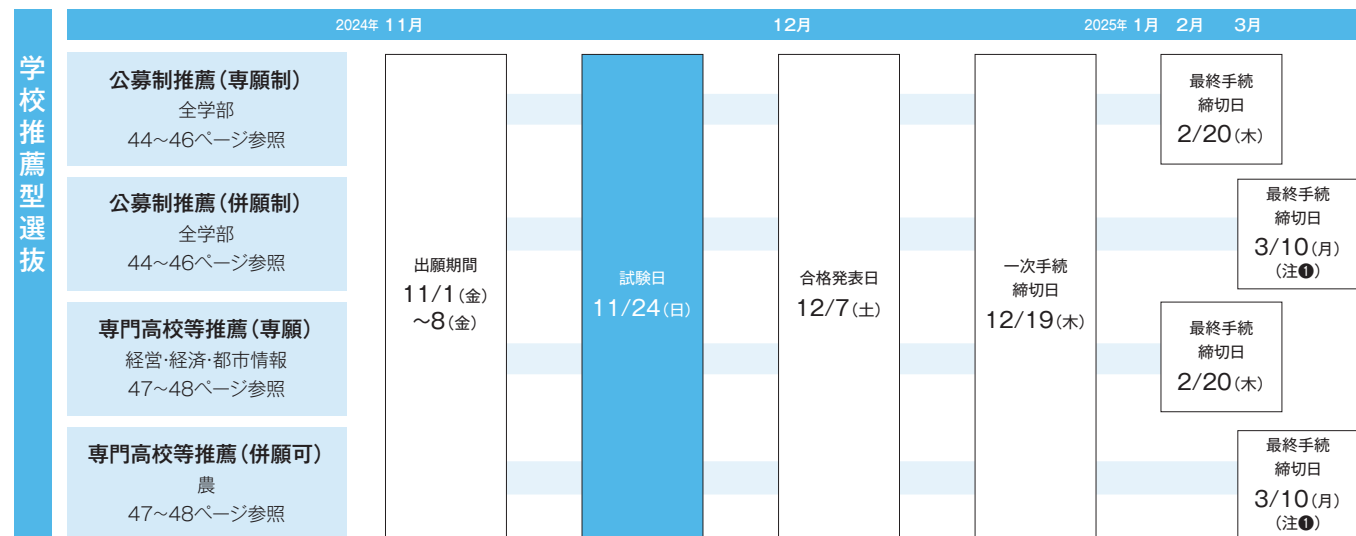 学校推薦型選抜
2024年 11月
12月
2025年 1月 2月 3月
公募制推薦(専願制)
全学部
44〜46ページ参照
公募制推薦(併願制)
全学部
44〜46ページ参照
専門高校等推薦(専願)
経営·経済·都市情報
47〜48ページ参照
専門高校等推薦(併願可)
農
47〜48ページ参照
出願期間
11/1(金)
〜8(金)
試験日
11/24(日)
合格発表日
12/7(土)
一次手続
締切日
12/19(木)
最終手続
締切日
2/20(木)
最終手続
締切日
3/10(月)
(注❶)
最終手続
締切日
2/20(木)
最終手続
締切日
3/10(月)
(注❶)